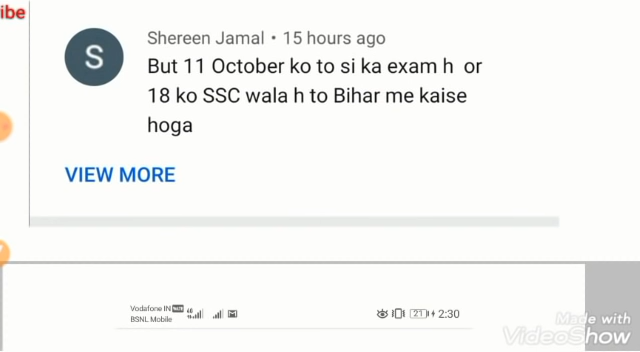 ibe
S
Shereen Jamal • 15 hours ago
But 11 October ko to si ka exam h or
18 ko SSC wala h to Bihar me kaise
hoga
VIEW MORE
Vodafone IN
BSNL Mobile
21 2:30
Made with
VideoShow